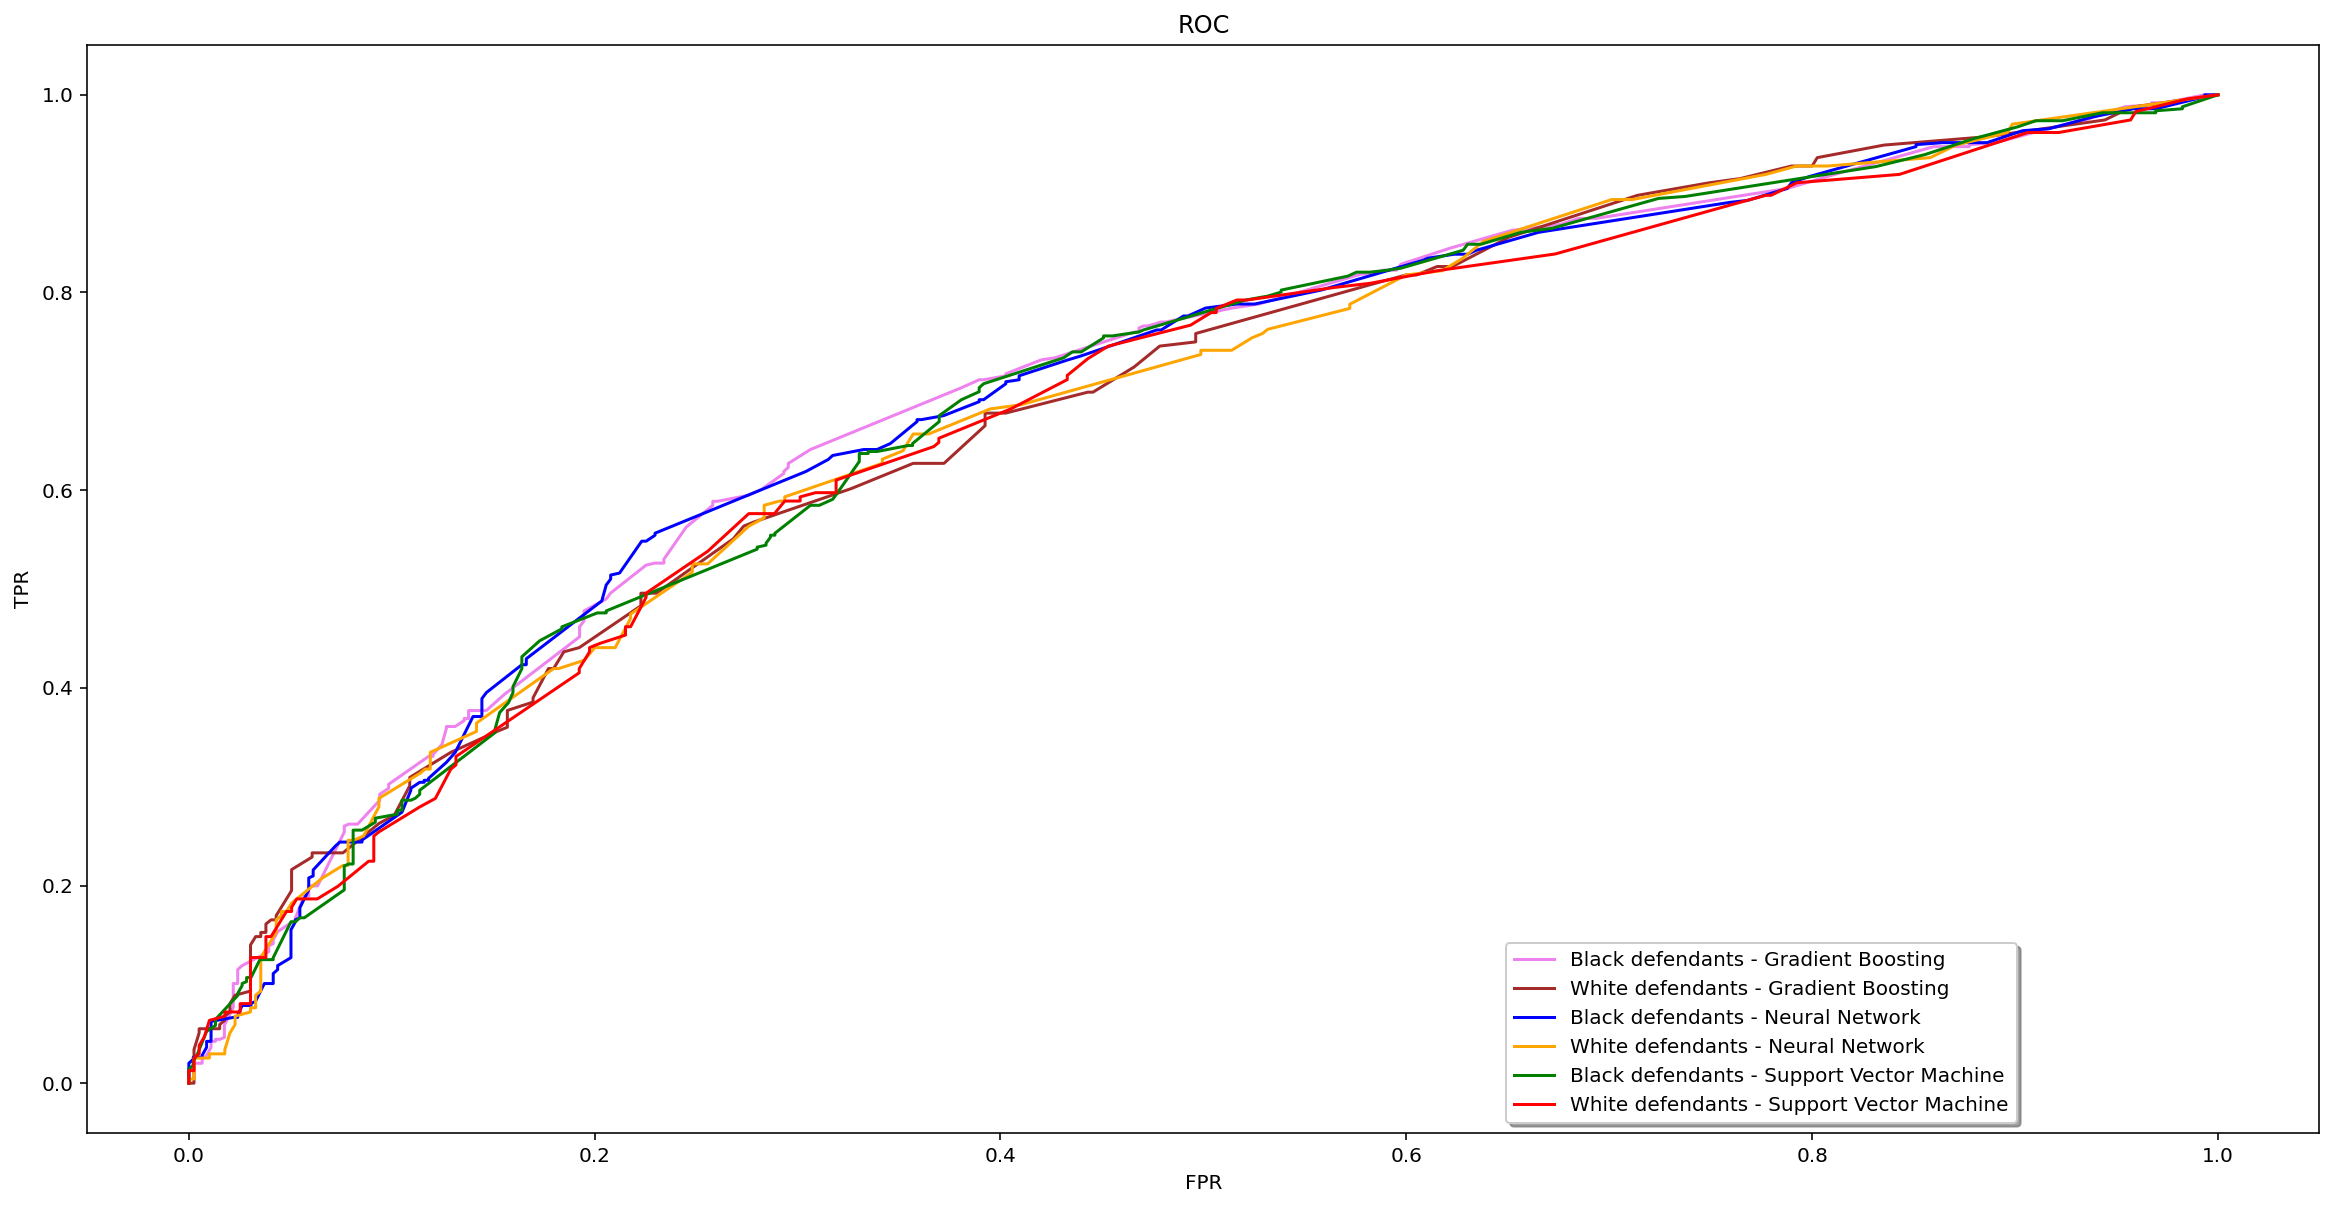 ROC
1.0
0.8
0.6
0.4
0.2
0.0
TPR
0.0 0.2 0.4 0.6 0.8 1.0
FPR
Black defendants - Gradient Boosting
White defendants - Gradient Boosting
Black defendants - Neural Network
White defendants - Neural Network
Black defendants - Support Vector Machine
White defendants - Support Vector Machine